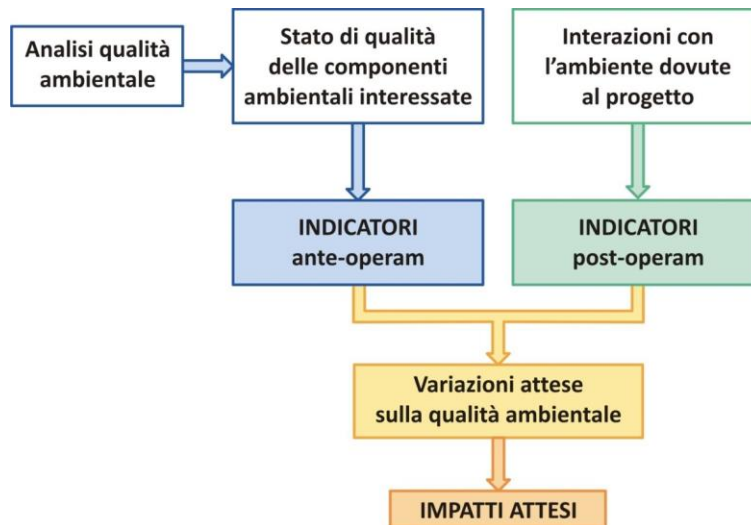 Analisi qualità
ambientale
Stato di qualità
delle componenti
ambientali interessate
Interazioni con
l’ambiente dovute
al progetto
INDICATORI
ante-operam
INDICATORI
post-operam
Variazioni attese
sulla qualità ambientale
IMPATTI ATTESI